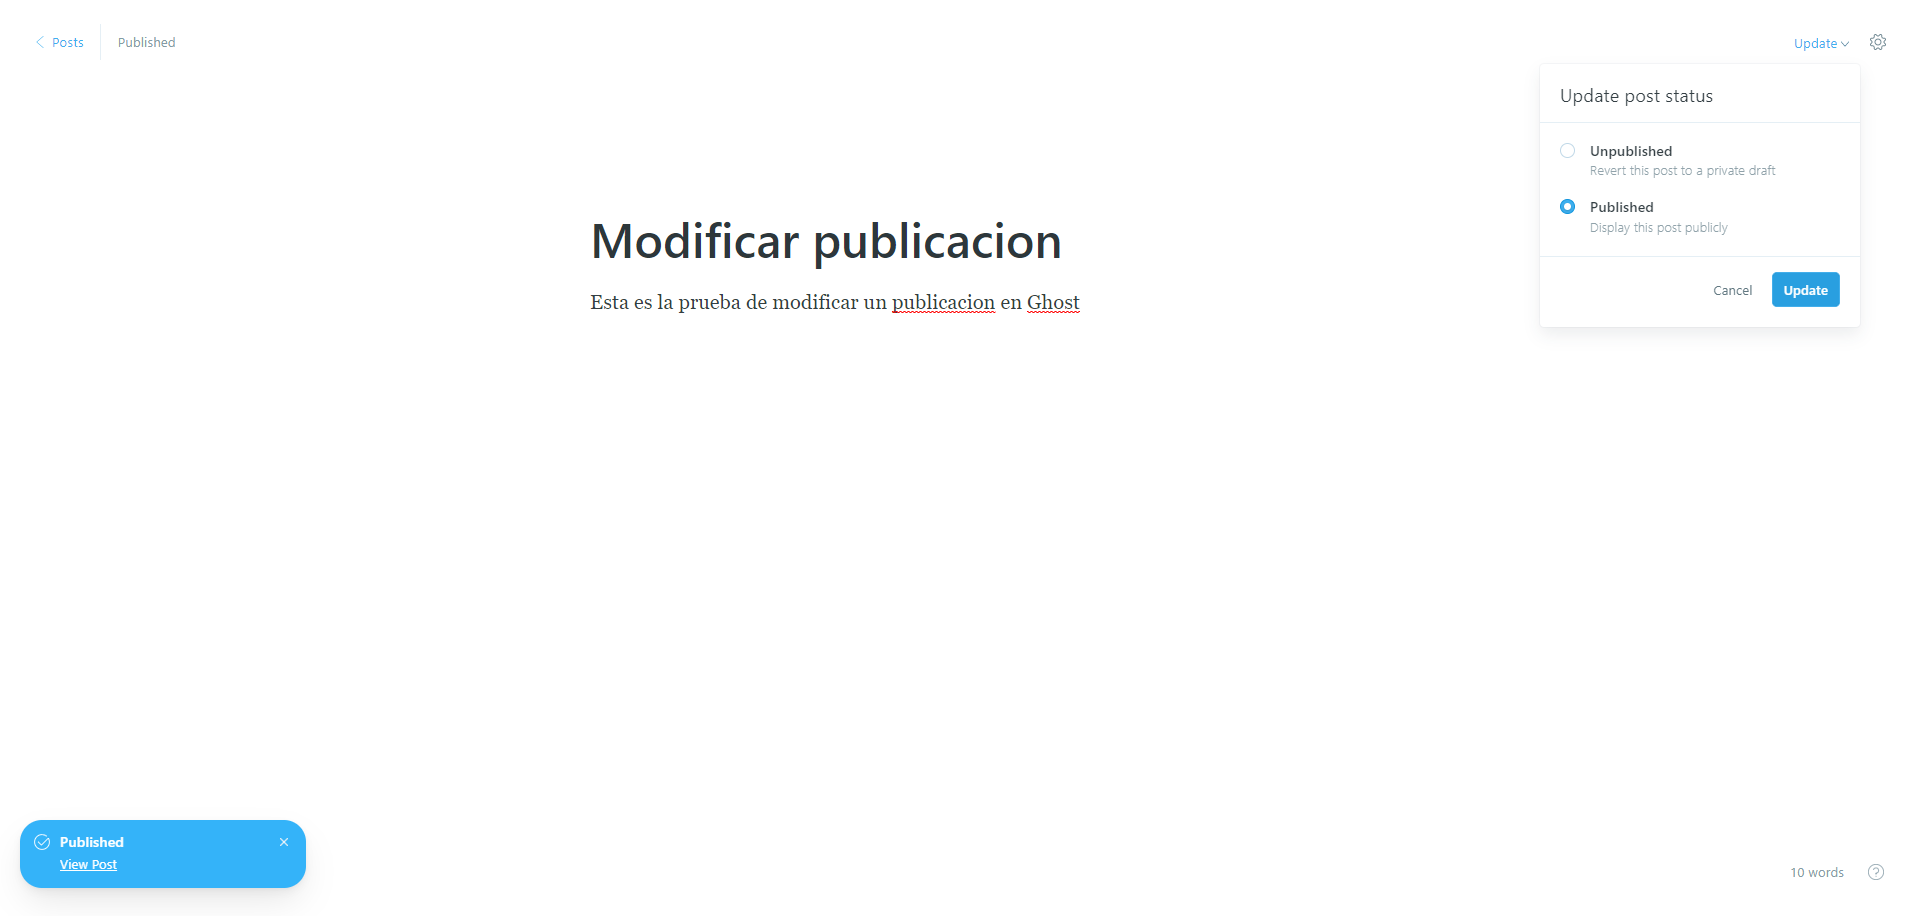 Posts
Published
Update
Update post status
Unpublished
Revert this post to a private draft
Published
Display this post publicly
Cancel
Update
Modificar publicacion
Esta es la prueba de modificar un publicacion en Ghost
Published
View Post
10 words
?